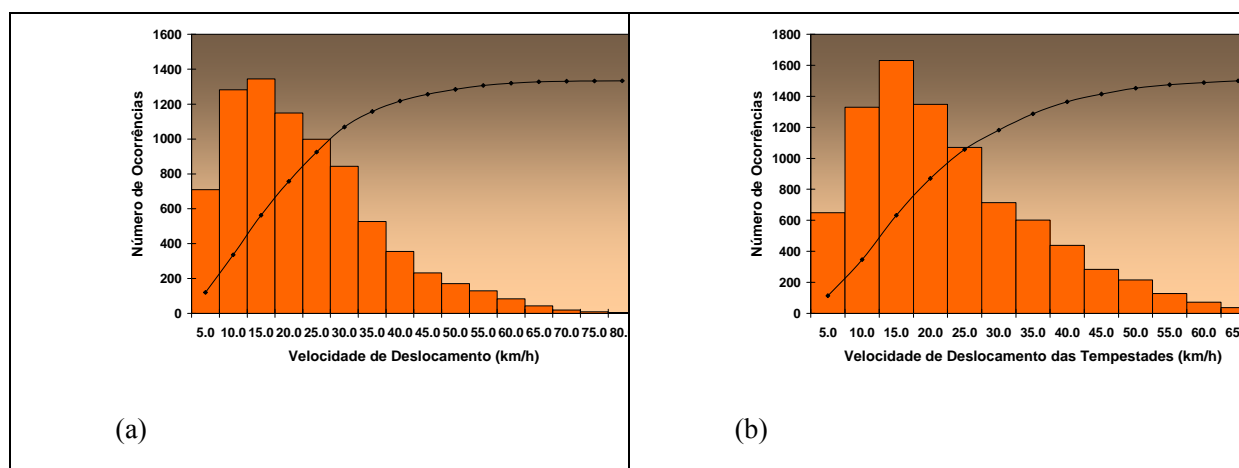 1600
1400
1200
1000
800
600
400
200
0
Número de Ocorrências
5.0 10.0 15.0 20.0 25.0 30.0 35.0 40.0 45.0 50.0 55.0 60.0 65.0 70.0 75.0 80.
Velocidade de Deslocamento (km/h)
(a)
1800
1600
1400
1200
1000
800
600
400
200
0
Número de Ocorrências
5.0 10.0 15.0 20.0 25.0 30.0 35.0 40.0 45.0 50.0 55.0 60.0 65
Velocidade de Deslocamento das Tempestades (km/h)
(b)